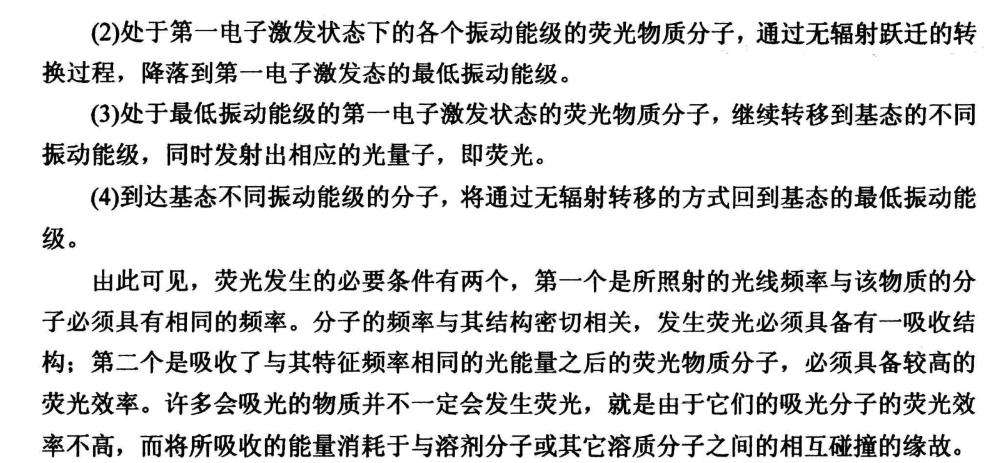 (2)处于第一电子激发状态下的各个振动能级的荧光物质分子，通过无辐射跃迁的转
换过程，降落到第一电子激发态的最低振动能级。
(3)处于最低振动能级的第一电子激发状态的荧光物质分子，继续转移到基态的不同
振动能级，同时发射出相应的光量子，即荧光。
(4)到达基态不同振动能级的分子，将通过无辐射转移的方式回到基态的最低振动能
级。
由此可见，荧光发生的必要条件有两个，第一个是所照射的光线频率与该物质的分
子必须具有相同的频率。分子的频率与其结构密切相关，发生荧光必须具备有一吸收结
构；第二个是吸收了与其特征频率相同的光能量之后的荧光物质分子，必须具备较高的
荧光效率。许多会吸光的物质并不一定会发生荧光，就是由于它们的吸光分子的荧光效
率不高，而将所吸收的能量消耗于与溶剂分子或其它溶质分子之间的相互碰撞的缘故。